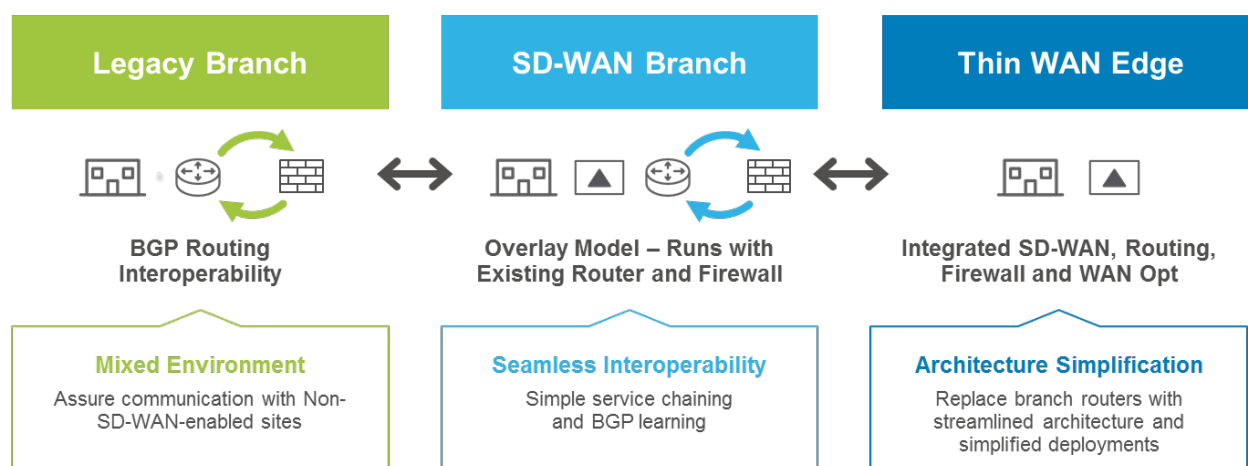 Legacy Branch
SD-WAN Branch
Thin WAN Edge
BGP Routing
Interoperability
Overlay Model – Runs with
Existing Router and Firewall
Integrated SD-WAN, Routing,
Firewall and WAN Opt
Mixed Environment
Assure communication with Non-
SD-WAN-enabled sites
Seamless Interoperability
Simple service chaining
and BGP learning
Architecture Simplification
Replace branch routers with
streamlined architecture and
simplified deployments